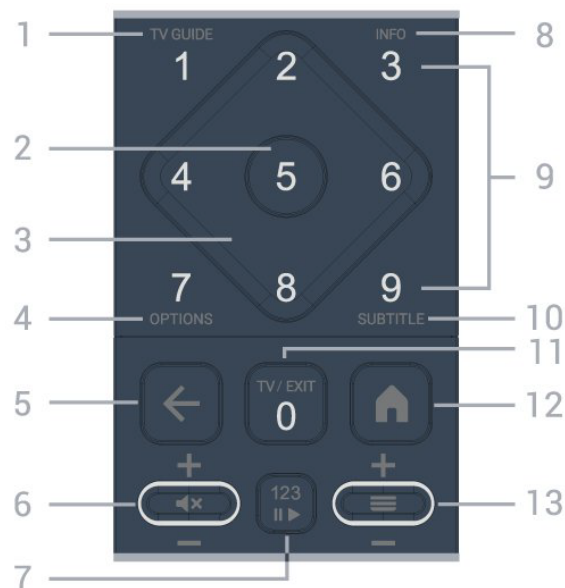 1 TV GUIDE INFO 8
1 2 3
2 4 5 6 9
3
7 8 9
4 OPTIONS SUBTITLE 10
11
5 TV / EXIT 12
0
+ +
6 123 13
− −
7